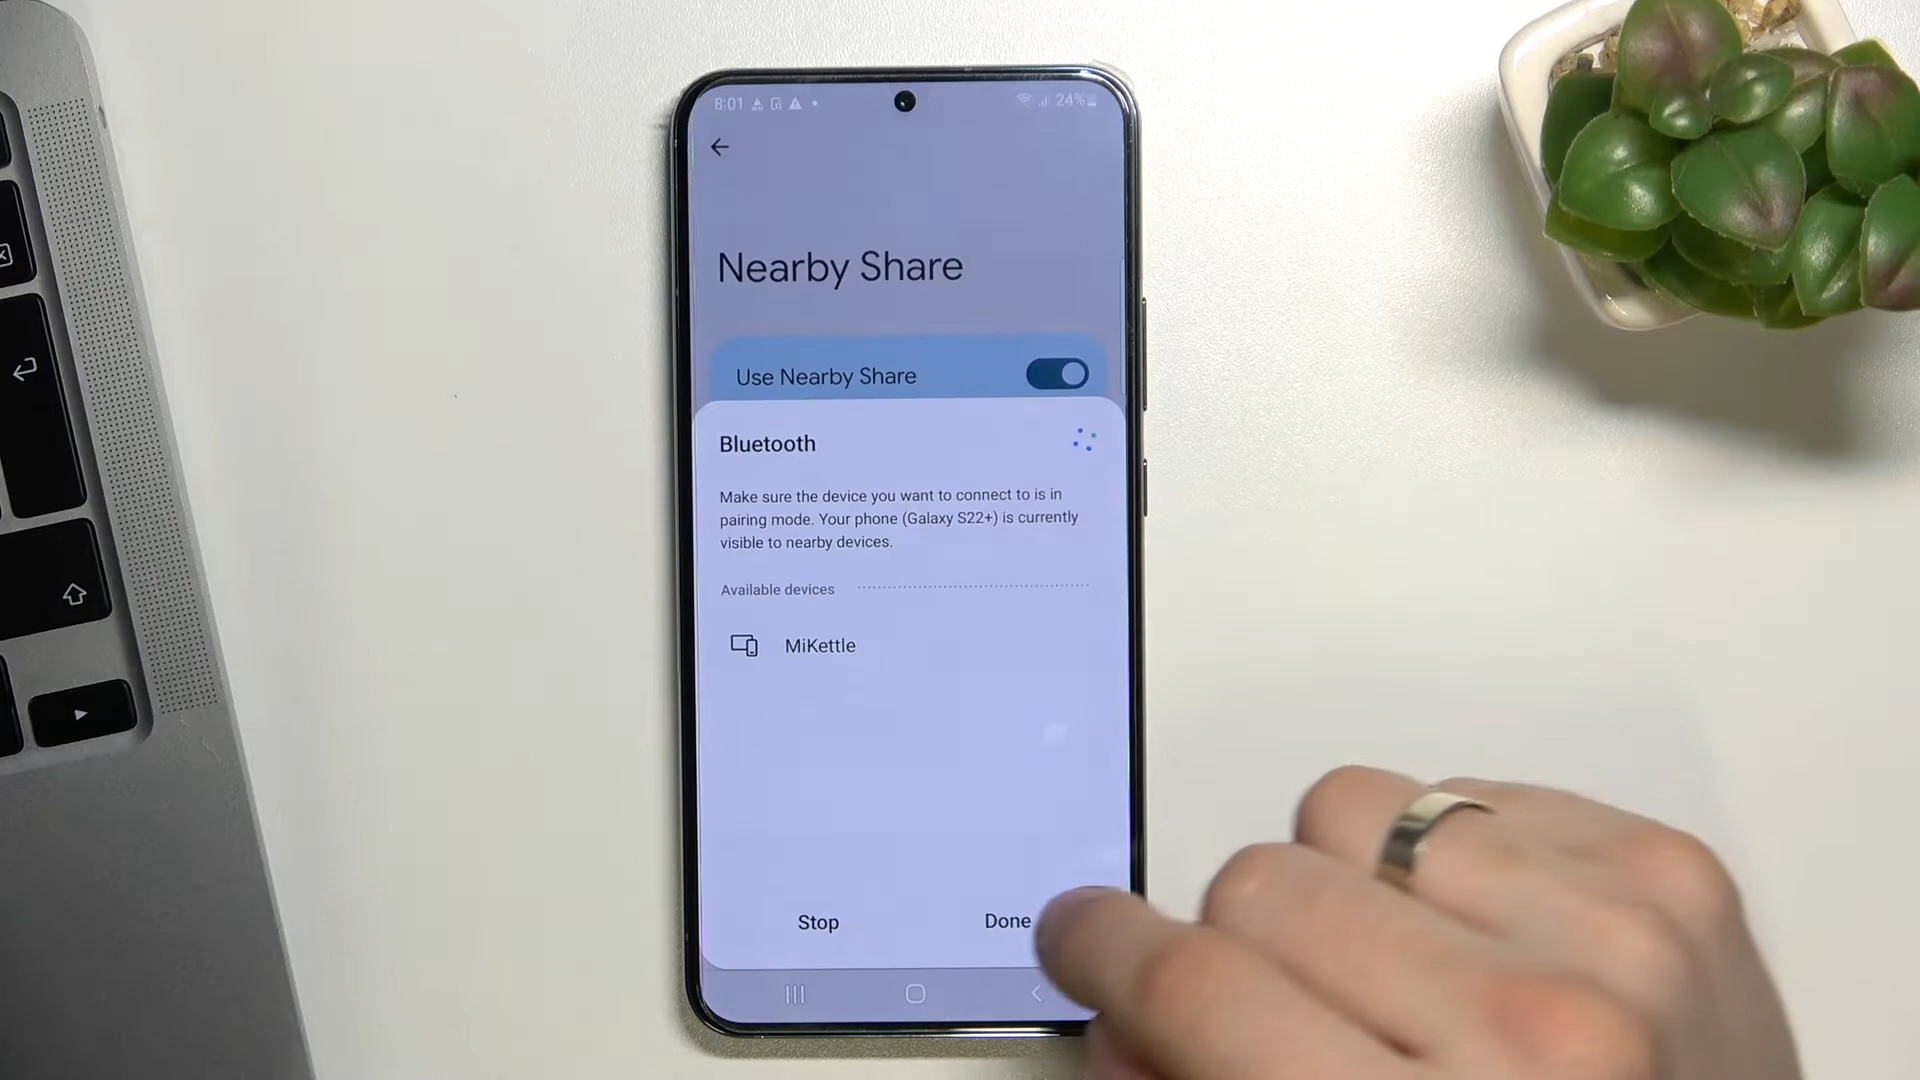 8:01
24%
Nearby Share
Use Nearby Share
Bluetooth
Make sure the device you want to connect to is in
pairing mode. Your phone (Galaxy S22+) is currently
visible to nearby devices.
Available devices
MiKettle
Stop
Done